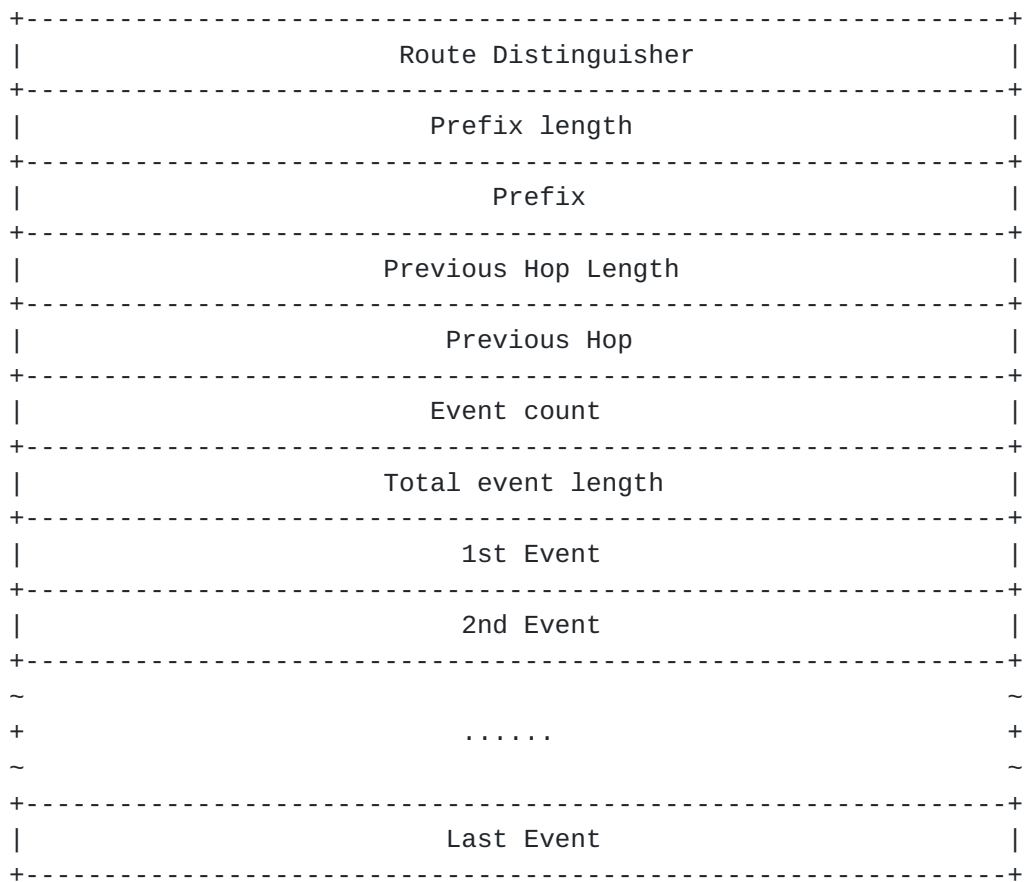 Route Distinguisher
Prefix length
Prefix
Previous Hop Length
Previous Hop
Event count
Total event length
1st Event
2nd Event
......
Last Event